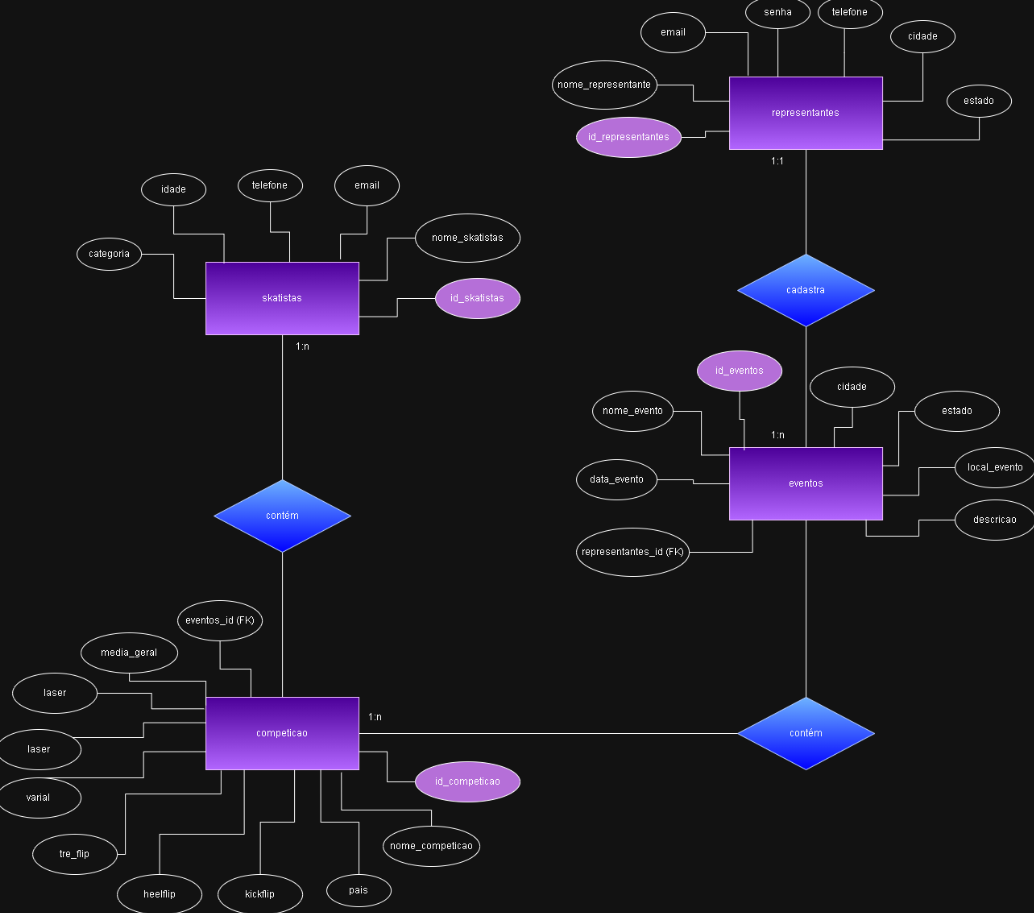 senha
telefone
email
cidade
nome_representante
estado
representantes
id_representantes
1:1
idade
telefone
email
nome_skatistas
categoria
skatistas
id_skatistas
cadastra
1:n
id_eventos
cidade
nome_evento
estado
1:n
local_evento
data_evento
eventos
contém
descricao
representantes_id (FK)
eventos_id (FK)
media_geral
laser
1:n
competicao
contém
laser
id_competicao
varial
nome_competicao
tre_flip
heelflip
kickflip
pais